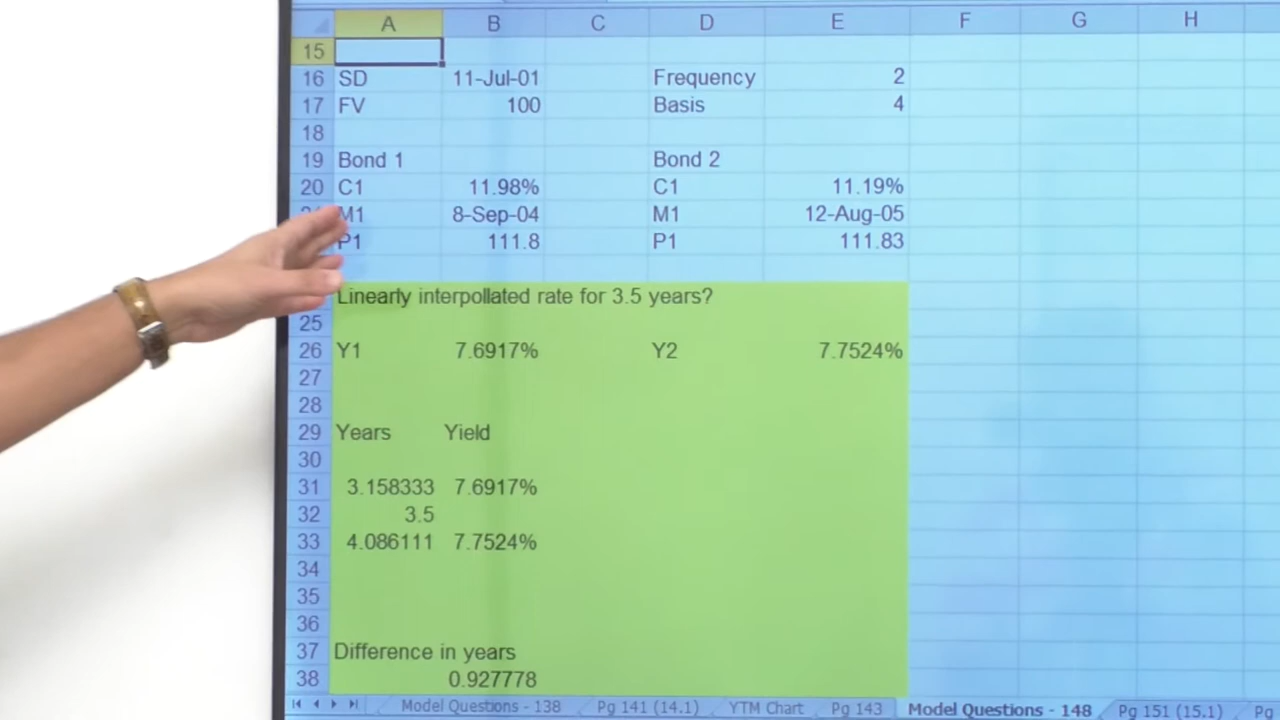 A B C D E F G H
15
16 SD 11-Jul-01 Frequency 2
17 FV 100 Basis 4
18
19 Bond 1 Bond 2
20 C1 11.98% C1 11.19%
M1 8-Sep-04 M1 12-Aug-05
P1 111.8 P1 111.83
Linearly interpollated rate for 3.5 years?
25
26 Y1 7.6917% Y2 7.7524%
27
28
29 Years Yield
30
31 3.158333 7.6917%
32 3.5
33 4.086111 7.7524%
34
35
36
37 Difference in years
38 0.927778
Model Questions - 138 Pg 141 (14.1) YTM Chart Pg 143 Model Questions - 148 Pg 151 (15.1) Pg